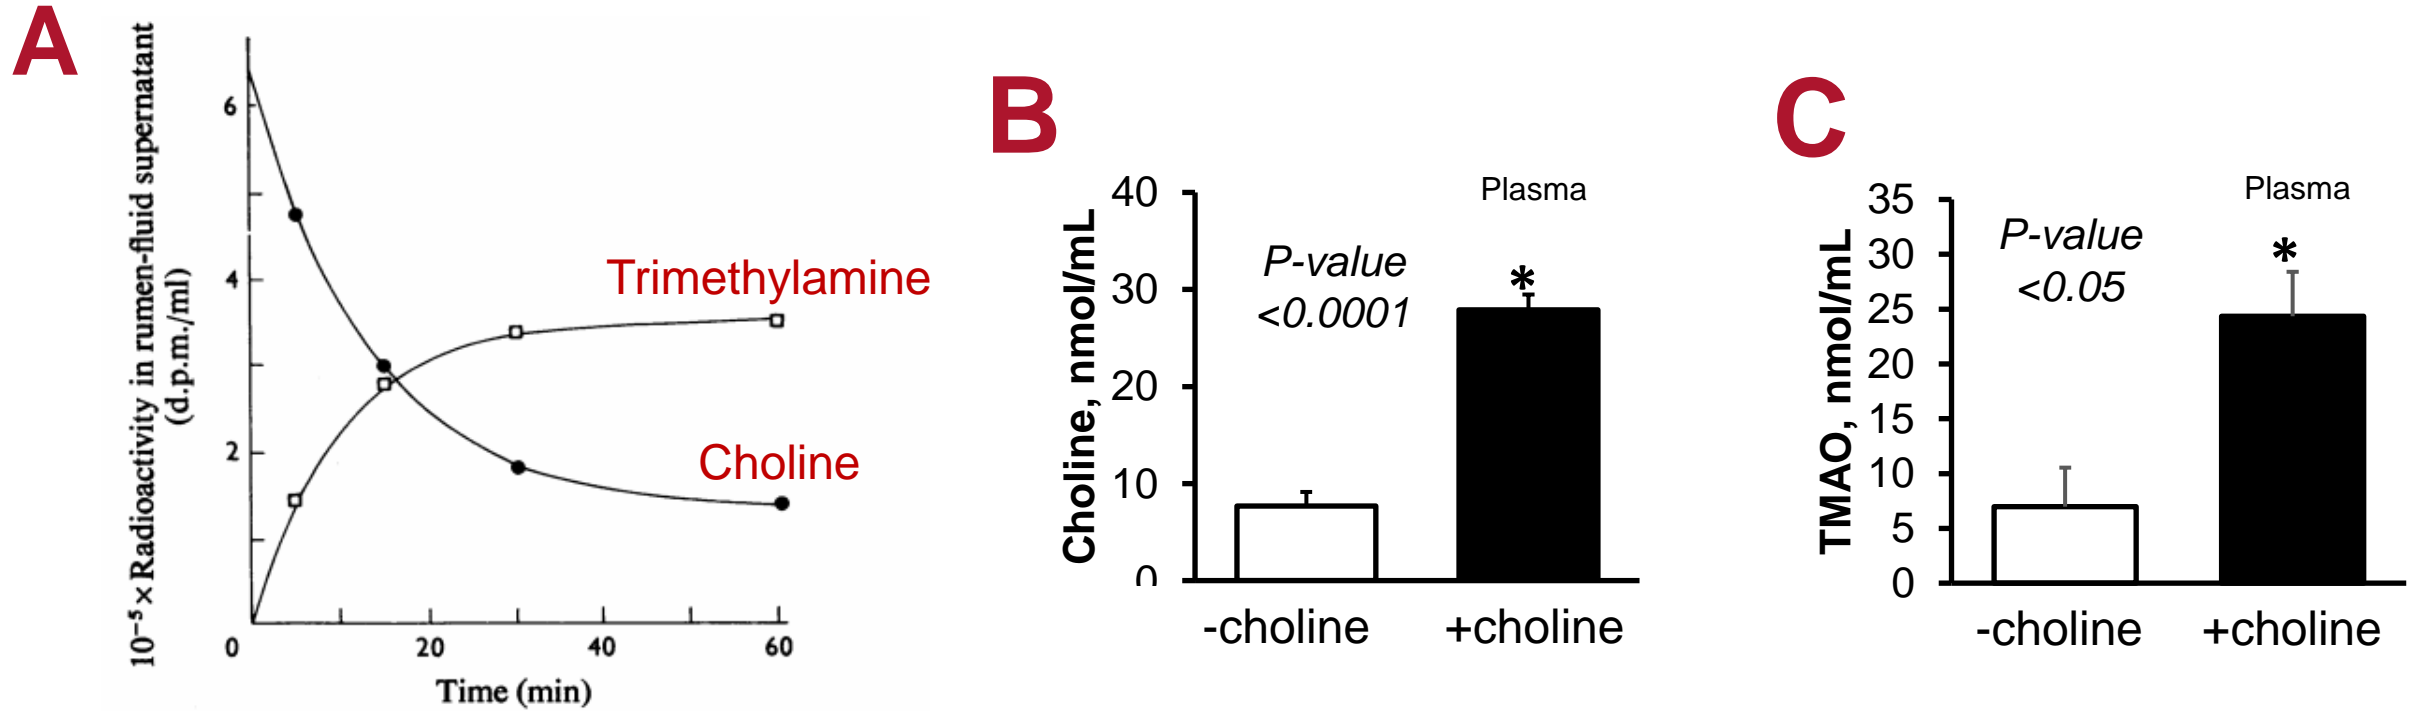 A
10⁻⁵ × Radioactivity in rumen-fluid supernatant
(d.p.m./ml)
6
4
2
0
20
40
60
Time (min)
Trimethylamine
Choline
B
Plasma
Choline, nmol/mL
40
30
20
10
0
P-value
<0.0001
*
-choline
+choline
C
Plasma
TMAO, nmol/mL
35
30
25
20
15
10
5
0
P-value
<0.05
*
-choline
+choline